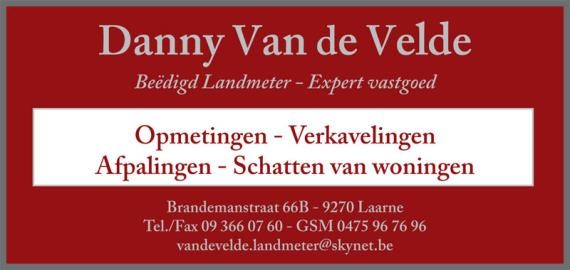 Danny Van de Velde
Beëdigd Landmeter - Expert vastgoed
Opmetingen - Verkavelingen
Afpalingen - Schatten van woningen
Brandemanstraat 66B - 9270 Laarne
Tel./Fax 09 366 07 60 - GSM 0475 96 76 96
vandevelde.landmeter@skynet.be